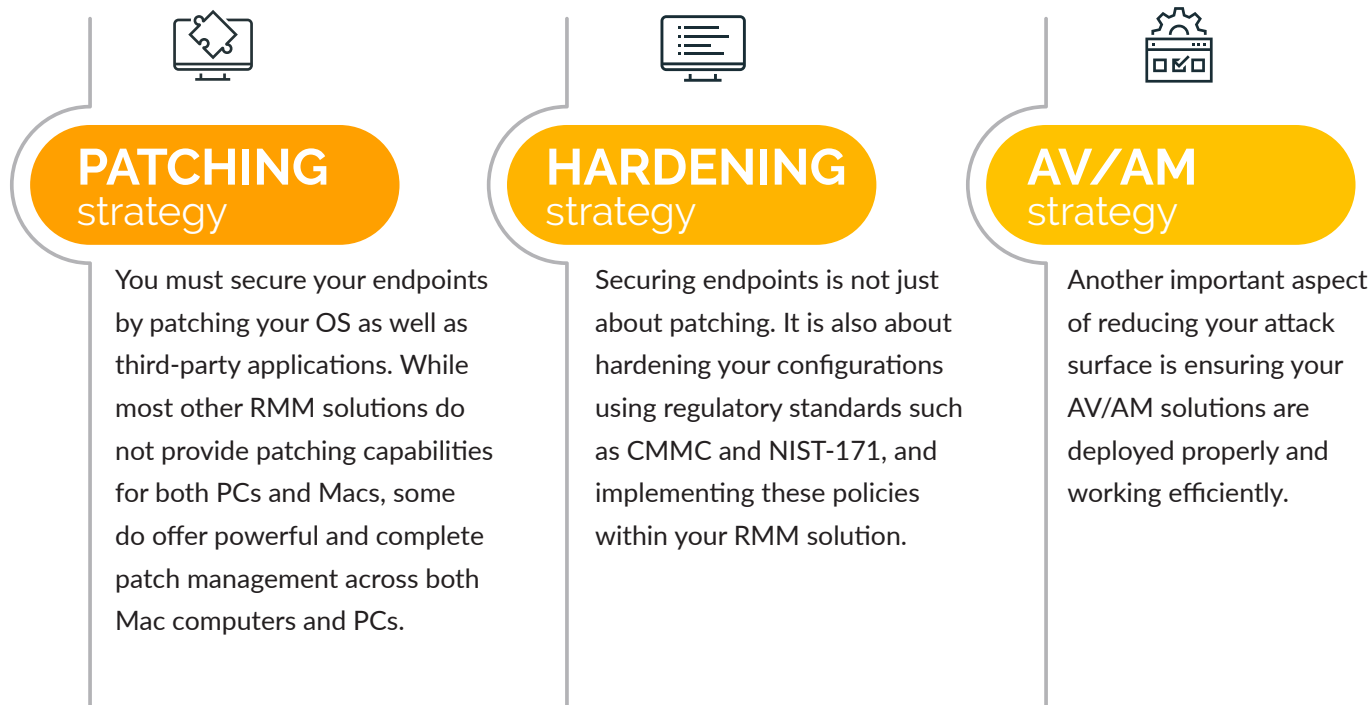 PATCHING
strategy
You must secure your endpoints
by patching your OS as well as
third-party applications. While
most other RMM solutions do
not provide patching capabilities
for both PCs and Macs, some
do offer powerful and complete
patch management across both
Mac computers and PCs.
HARDENING
strategy
Securing endpoints is not just
about patching. It is also about
hardening your configurations
using regulatory standards such
as CMMC and NIST-171, and
implementing these policies
within your RMM solution.
AV/AM
strategy
Another important aspect
of reducing your attack
surface is ensuring your
AV/AM solutions are
deployed properly and
working efficiently.